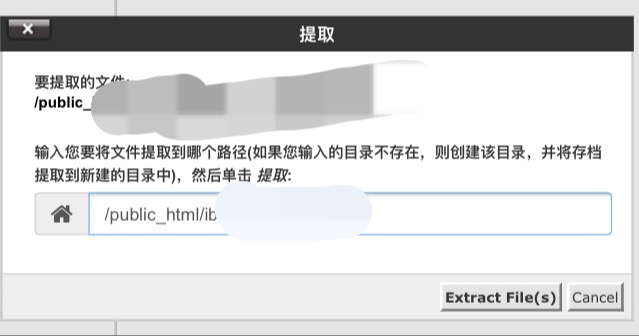 提取
要提取的文件:
/public_
输入您要将文件提取到哪个路径(如果您输入的目录不存在，则创建该目录，并将存档
提取到新建的目录中)，然后单击 提取:
/public_html/ib
Extract File(s) Cancel